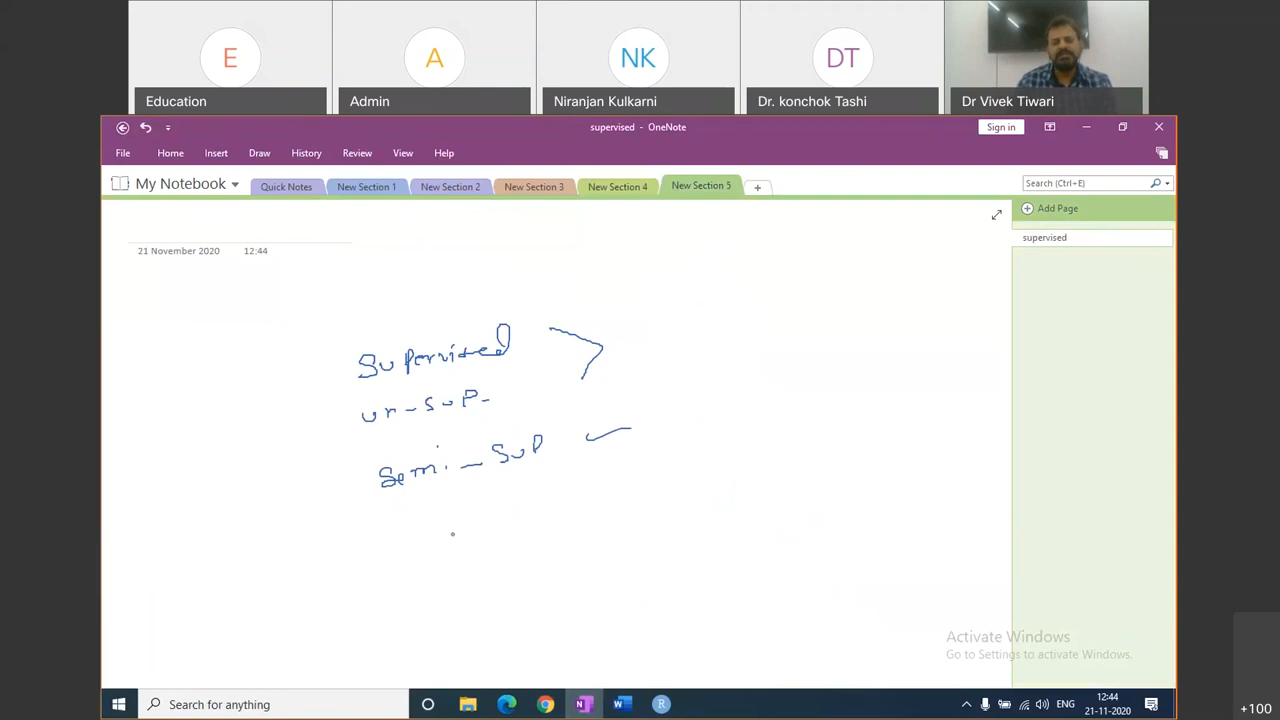 E
A
NK
DT
Education
Admin
Niranjan Kulkarni
Dr. konchok Tashi
Dr Vivek Tiwari
supervised - OneNote
Sign in
File Home Insert Draw History Review View Help
My Notebook
Quick Notes
New Section 1
New Section 2
New Section 3
New Section 4
New Section 5
Search (Ctrl+E)
Add Page
supervised
21 November 2020 12:44
Supervised
un-sup-
Semi-Sup
Activate Windows
Go to Settings to activate Windows.
Search for anything
ENG
12:44
21-11-2020
+100